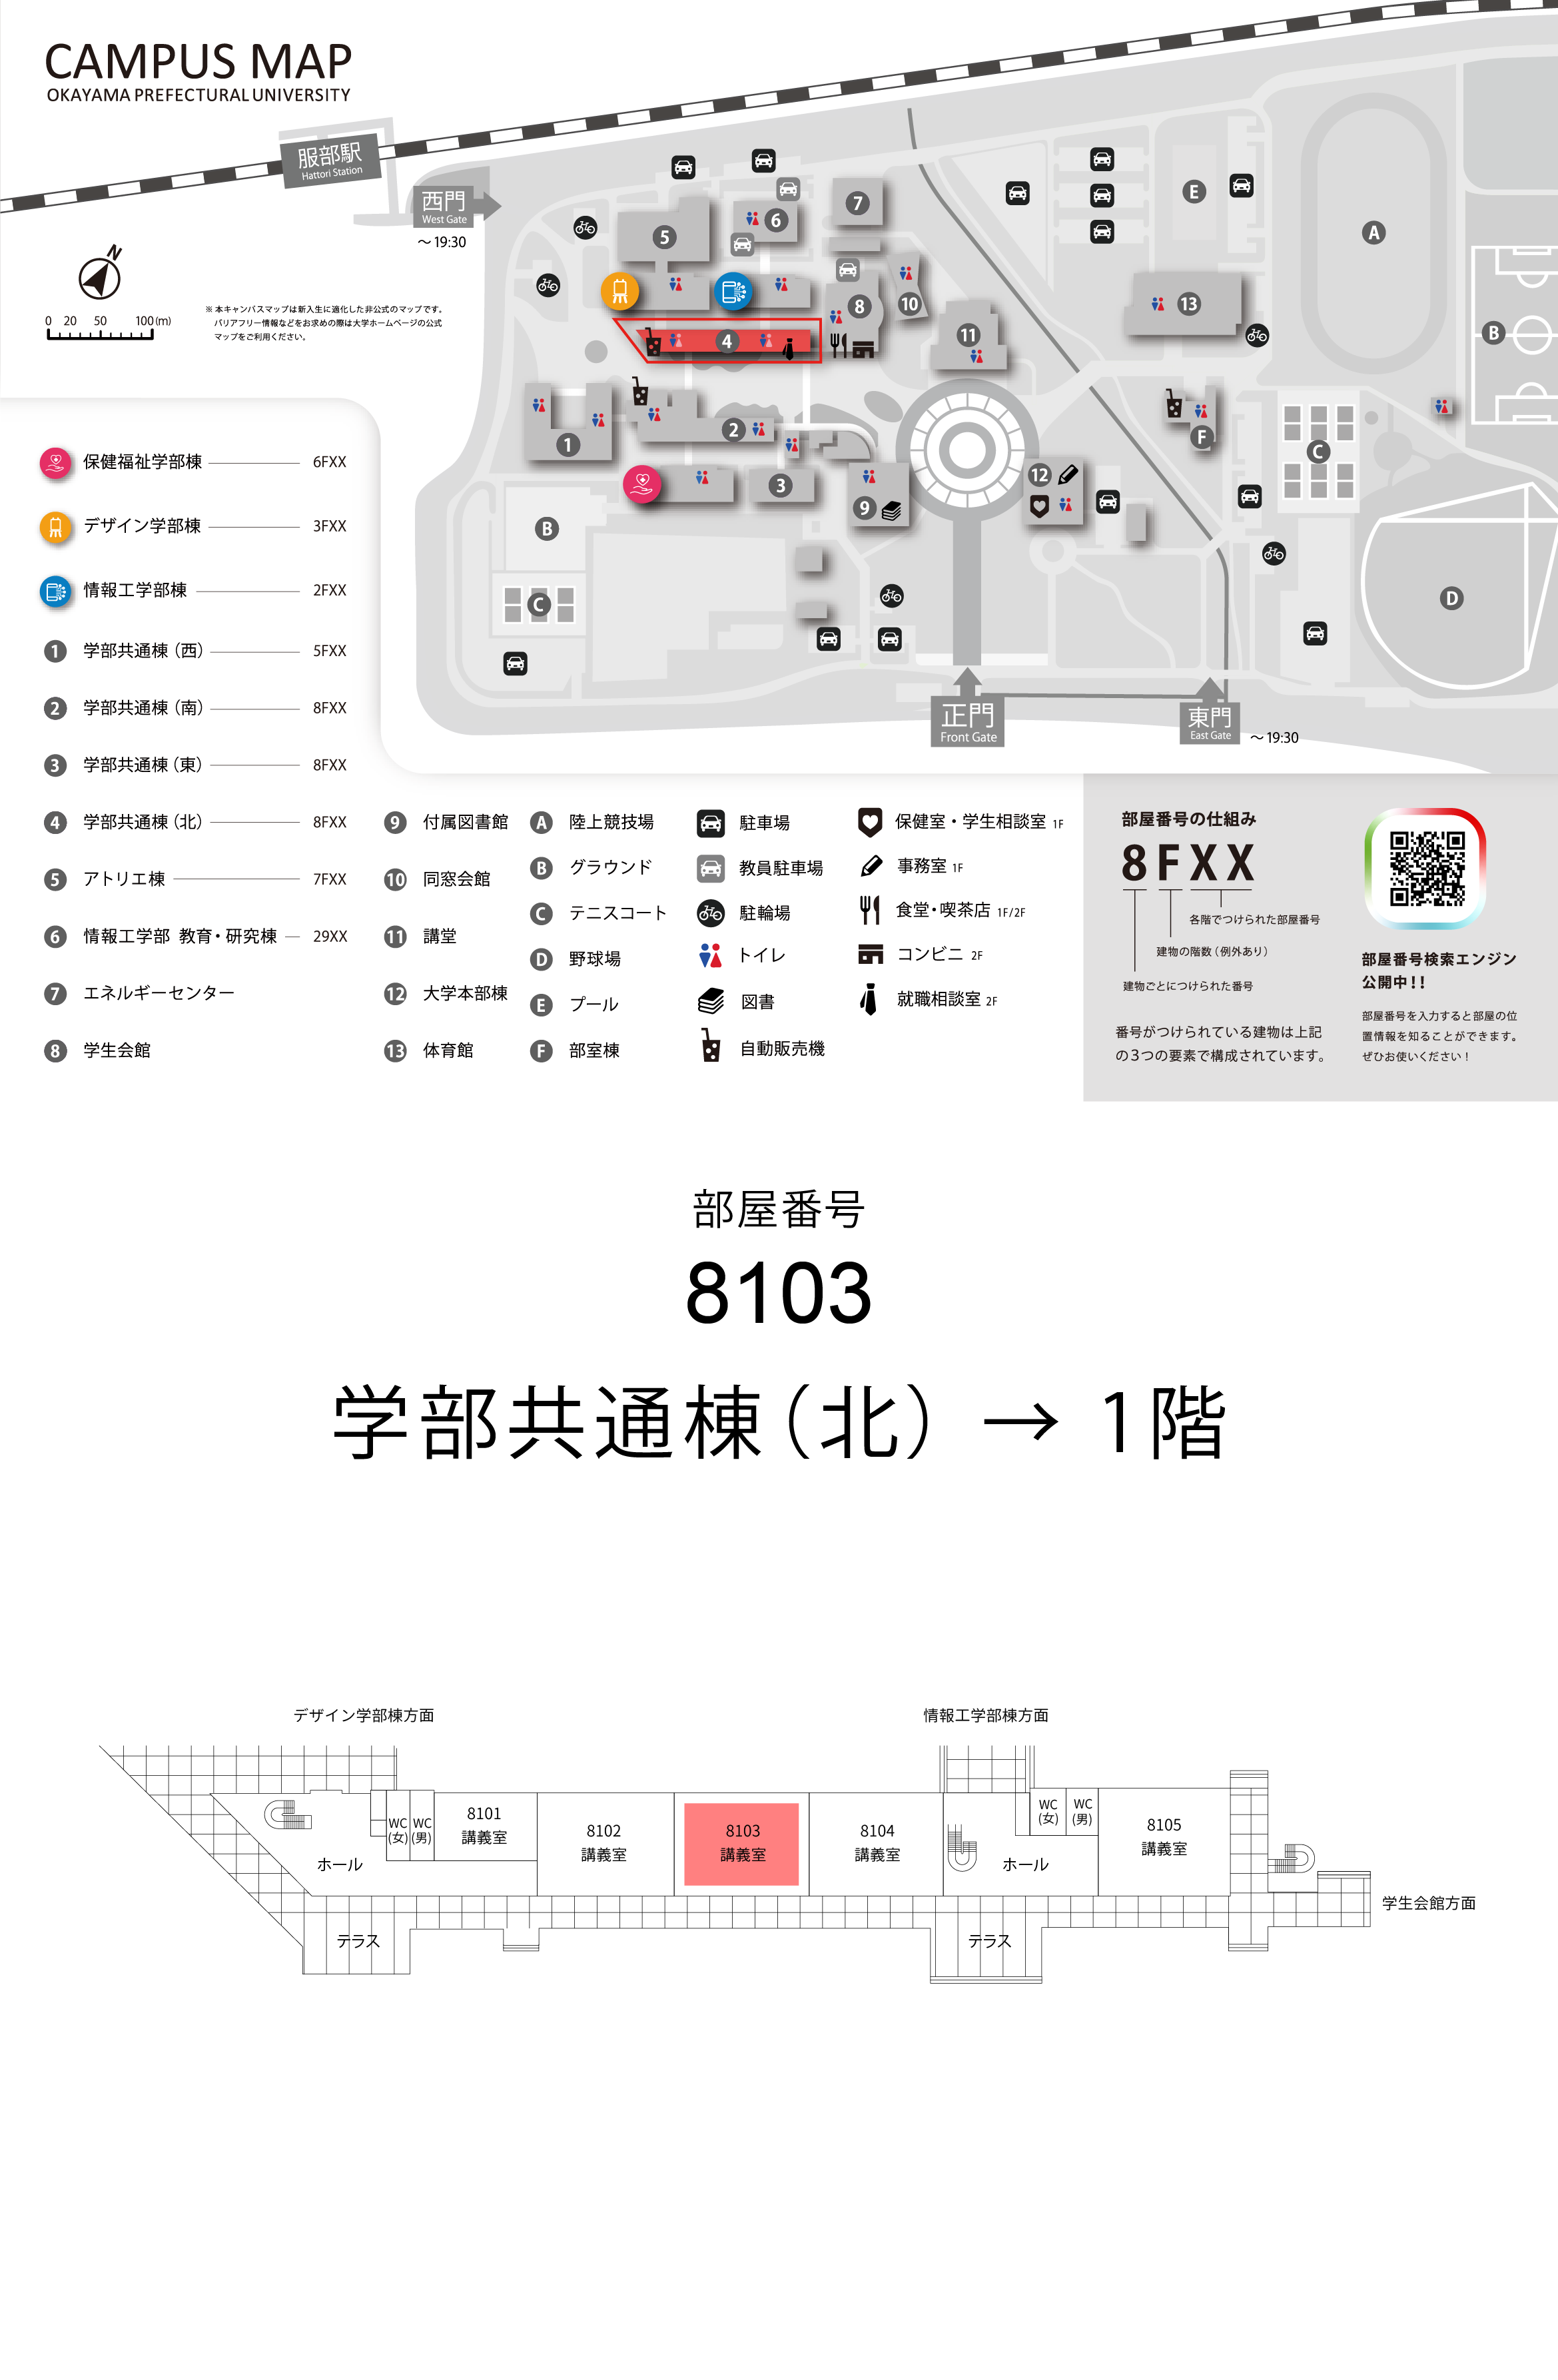 CAMPUS MAP
OKAYAMA PREFECTURAL UNIVERSITY
服部駅
Hattori Station
西門
West Gate
～19:30
N
0 20 50 100(m)
※ 本キャンパスマップは新入生に適化した非公式のマップです。
バリアフリー情報などをお求めの際は大学ホームページの公式
マップをご利用ください。
5
6
7
8
10
4
11
E
A
13
B
1
2
3
9
12
F
C
B
C
D
正門
Front Gate
東門
East Gate
～19:30
保健福祉学部棟 6FXX
デザイン学部棟 3FXX
情報工学部棟 2FXX
1 学部共通棟（西） 5FXX
2 学部共通棟（南） 8FXX
3 学部共通棟（東） 8FXX
4 学部共通棟（北） 8FXX
5 アトリエ棟 7FXX
6 情報工学部 教育・研究棟 29XX
7 エネルギーセンター
8 学生会館
9 付属図書館
10 同窓会館
11 講堂
12 大学本部棟
13 体育館
A 陸上競技場
B グラウンド
C テニスコート
D 野球場
E プール
F 部室棟
駐車場
教員駐車場
駐輪場
トイレ
図書
自動販売機
保健室・学生相談室 1F
事務室 1F
食堂・喫茶店 1F/2F
コンビニ 2F
就職相談室 2F
部屋番号の仕組み
8FXX
各階でつけられた部屋番号
建物の階数（例外あり）
建物ごとにつけられた番号
番号がつけられている建物は上記
の３つの要素で構成されています。
部屋番号検索エンジン
公開中！！
部屋番号を入力すると部屋の位
置情報を知ることができます。
ぜひお使いください！
部屋番号
8103
学部共通棟（北） → 1階
デザイン学部棟方面
情報工学部棟方面
WC
(女)
WC
(男)
8101
講義室
8102
講義室
8103
講義室
8104
講義室
WC
(女)
WC
(男)
8105
講義室
ホール
ホール
学生会館方面
テラス
テラス